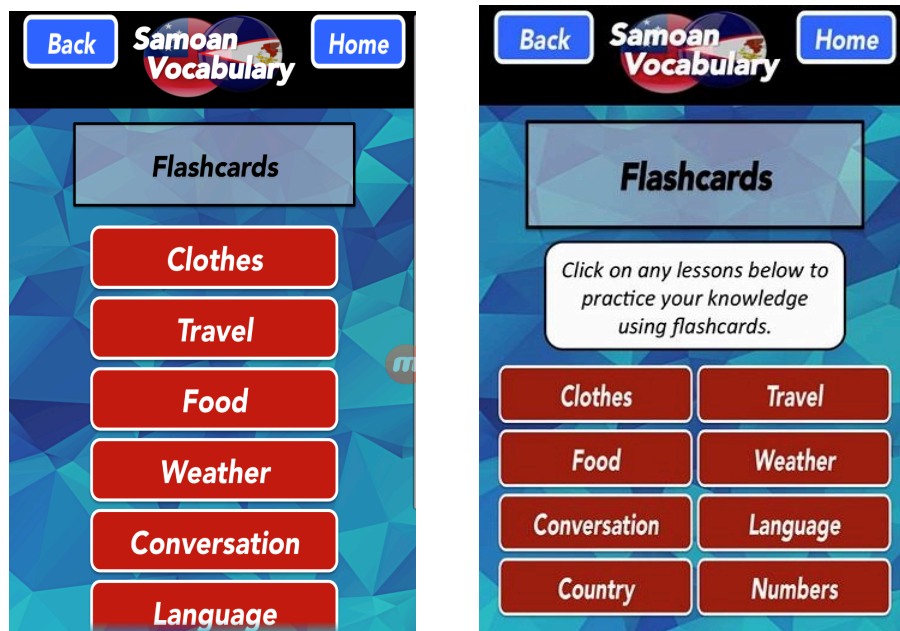 Back
Samoan
Vocabulary
Home
Flashcards
Clothes
Travel
Food
Weather
Conversation
Language
Back
Samoan
Vocabulary
Home
Flashcards
Click on any lessons below to
practice your knowledge
using flashcards.
Clothes Travel
Food Weather
Conversation Language
Country Numbers